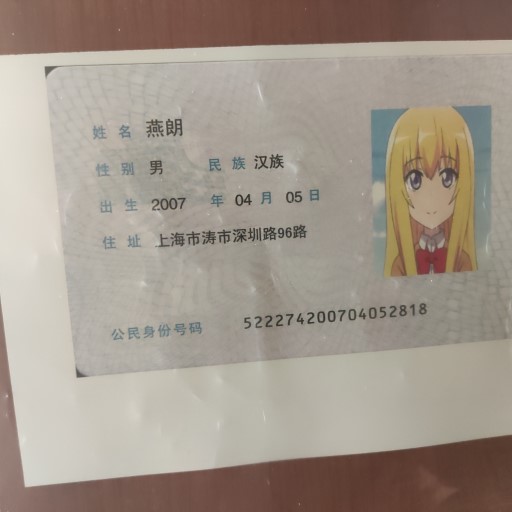 姓名 燕朗
性别 男 民族 汉族
出生 2007 年 04 月 05 日
住址 上海市涛市深圳路96路
公民身份号码 522274200704052818